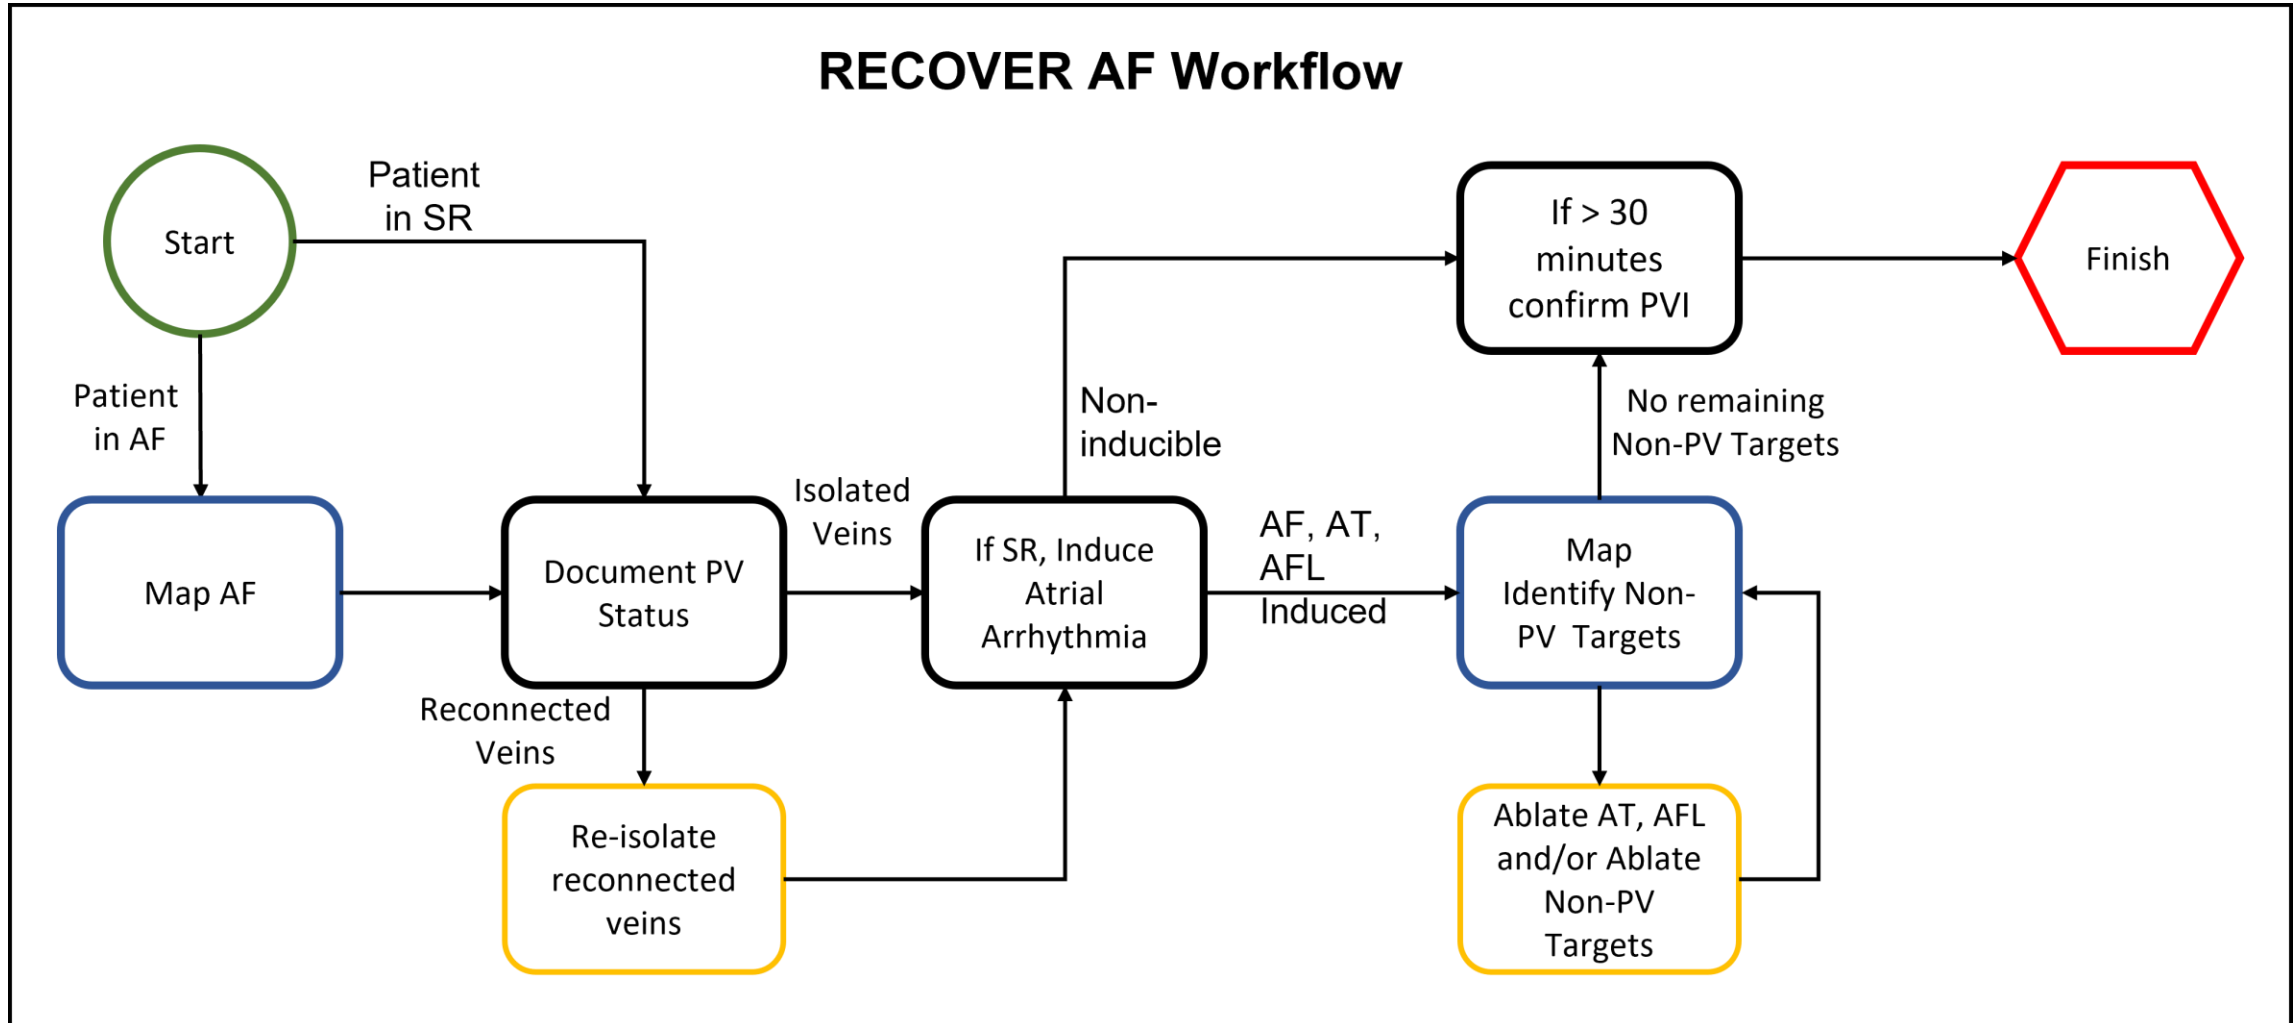 RECOVER AF Workflow
Start
Patient
in SR
If > 30
minutes
confirm PVI
Finish
Patient
in AF
Non-
inducible
No remaining
Non-PV Targets
Map AF
Document PV
Status
Isolated
Veins
If SR, Induce
Atrial
Arrhythmia
AF, AT,
AFL
Induced
Map
Identify Non-
PV  Targets
Reconnected
Veins
Re-isolate
reconnected
veins
Ablate AT, AFL
and/or Ablate
Non-PV
Targets